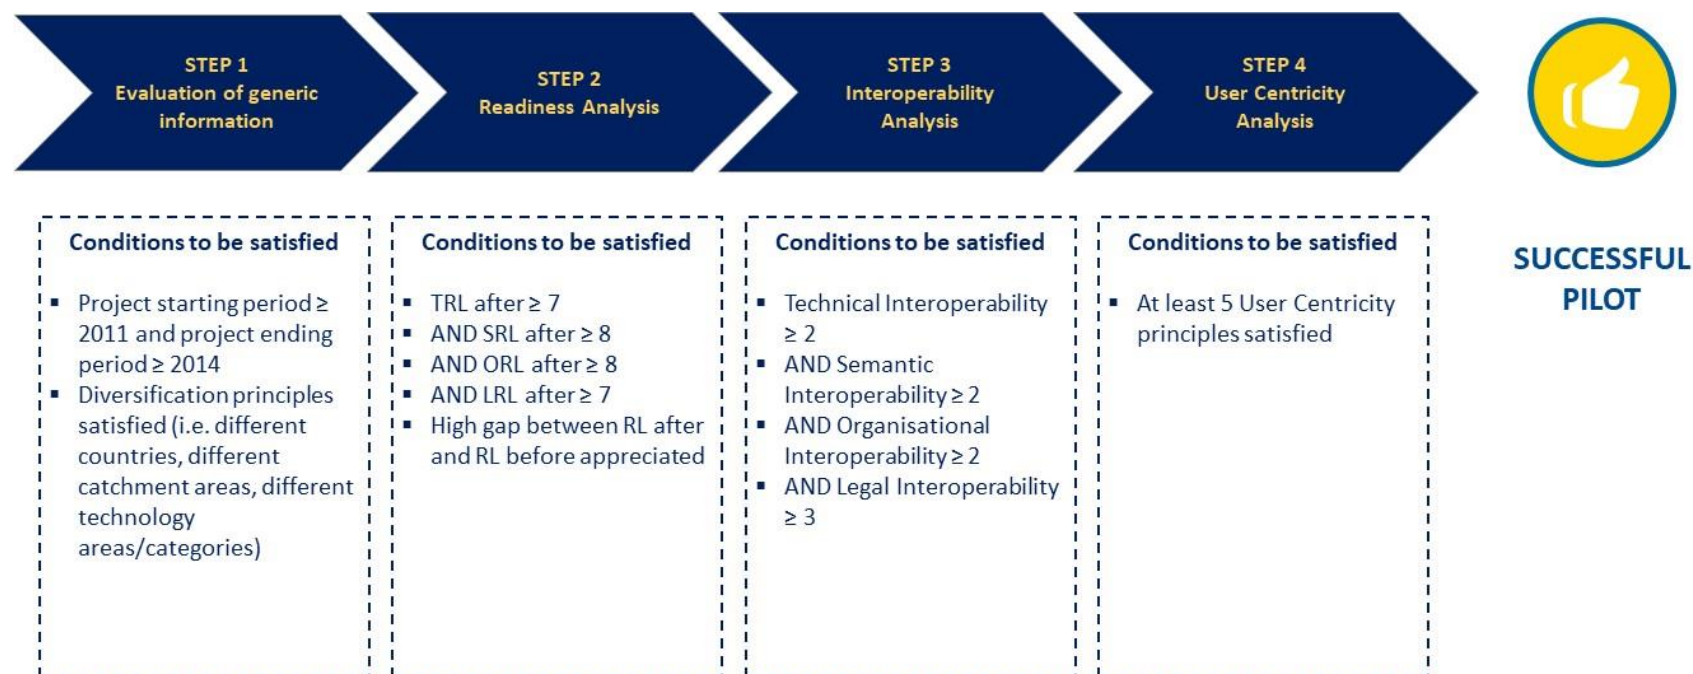 STEP 1
Evaluation of generic
information
STEP 2
Readiness Analysis
STEP 3
Interoperability
Analysis
STEP 4
User Centricity
Analysis
Conditions to be satisfied
▪ Project starting period ≥
2011 and project ending
period ≥ 2014
▪ Diversification principles
satisfied (i.e. different
countries, different
catchment areas, different
technology
areas/categories)
Conditions to be satisfied
▪ TRL after ≥ 7
▪ AND SRL after ≥ 8
▪ AND ORL after ≥ 8
▪ AND LRL after ≥ 7
▪ High gap between RL after
and RL before appreciated
Conditions to be satisfied
▪ Technical Interoperability
≥ 2
▪ AND Semantic
Interoperability ≥ 2
▪ AND Organisational
Interoperability ≥ 2
▪ AND Legal Interoperability
≥ 3
Conditions to be satisfied
▪ At least 5 User Centricity
principles satisfied
SUCCESSFUL
PILOT